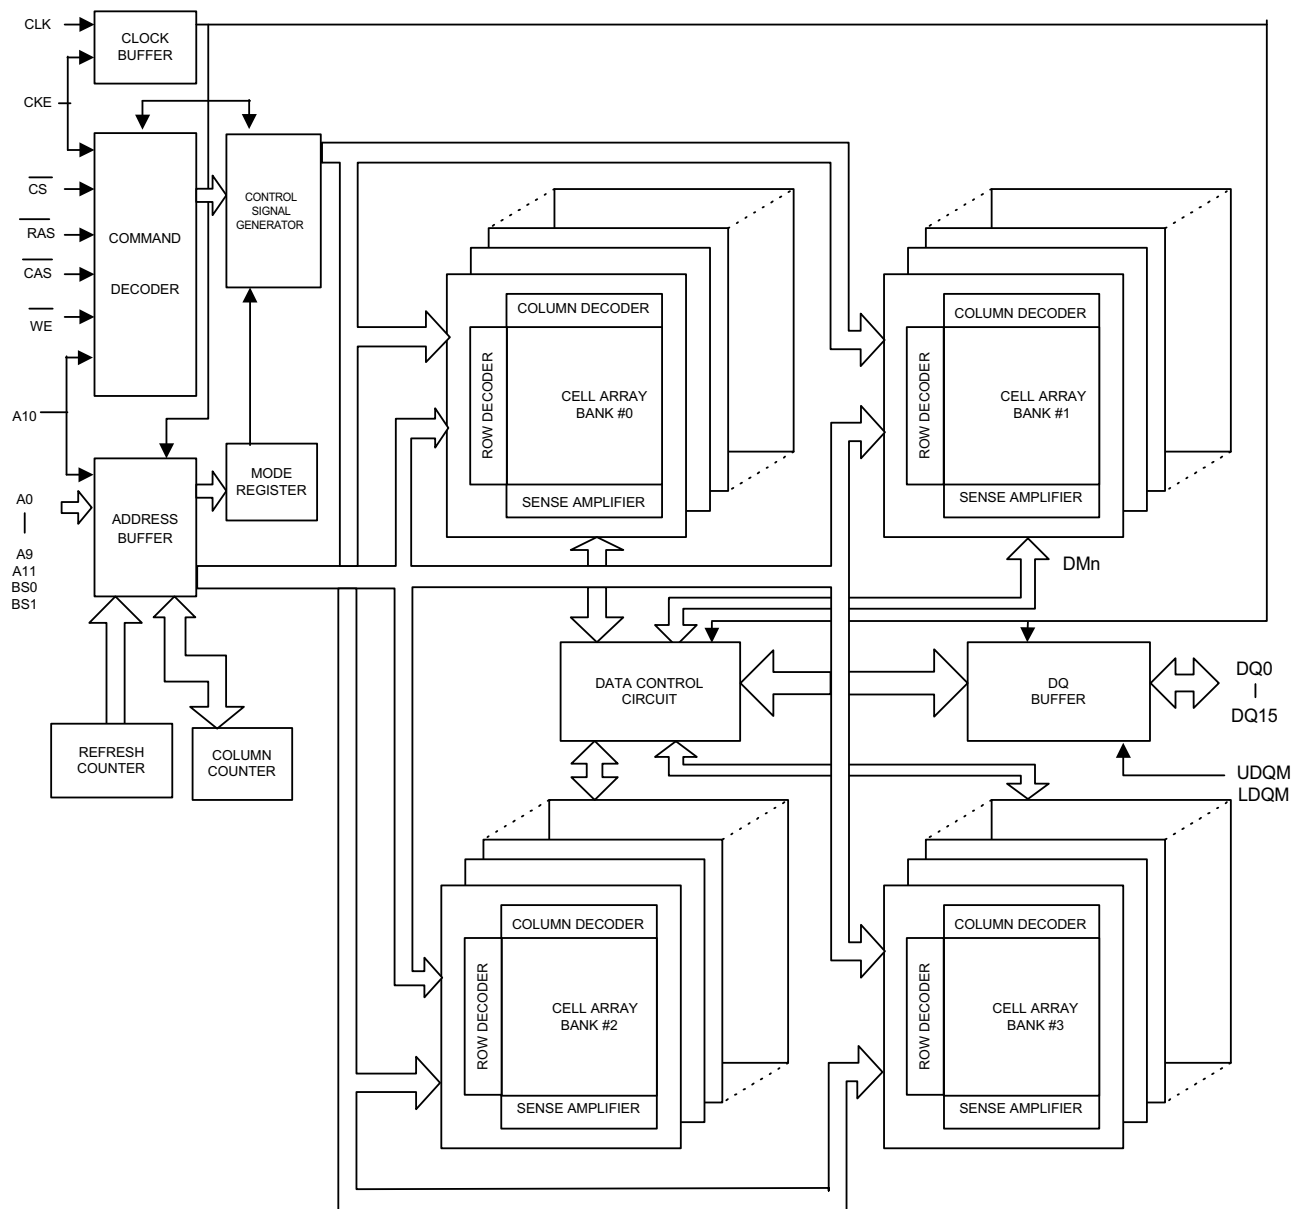 CLK
CLOCK
BUFFER
CKE
CS
RAS
CAS
WE
A10
COMMAND
DECODER
CONTROL
SIGNAL
GENERATOR
MODE
REGISTER
A0
A9
A11
BS0
BS1
ADDRESS
BUFFER
REFRESH
COUNTER
COLUMN
COUNTER
COLUMN DECODER
ROW DECODER
CELL ARRAY
BANK #0
SENSE AMPLIFIER
COLUMN DECODER
ROW DECODER
CELL ARRAY
BANK #1
SENSE AMPLIFIER
DMn
DATA CONTROL
CIRCUIT
DQ
BUFFER
DQ0
DQ15
UDQM
LDQM
COLUMN DECODER
ROW DECODER
CELL ARRAY
BANK #2
SENSE AMPLIFIER
COLUMN DECODER
ROW DECODER
CELL ARRAY
BANK #3
SENSE AMPLIFIER